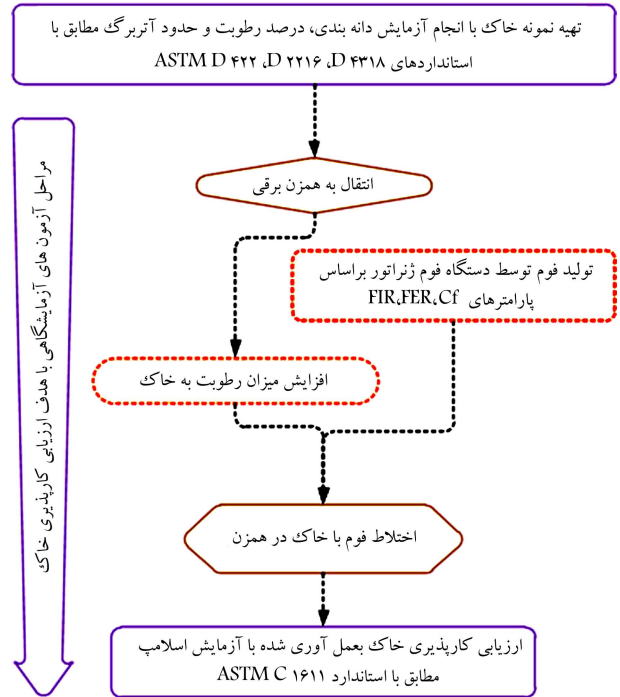 تهیه نمونه خاک با انجام آزمایش دانه بندی، درصد رطوبت و حدود آتربرگ مطابق با
استانداردهای ASTM D ۴۲۲ ،D ۲۲۱۶ ،D ۴۳۱۸
مراحل آزمون های آزمایشگاهی با هدف ارزیابی کارپذیری خاک
انتقال به همزن برقی
تولید فوم توسط دستگاه فوم ژنراتور براساس
پارامترهای FIR،FER،Cf
افزایش میزان رطوبت به خاک
اختلاط فوم با خاک در همزن
ارزیابی کارپذیری خاک بعمل آوری شده با آزمایش اسلامپ
مطابق با استاندارد ASTM C ۱۶۱۱